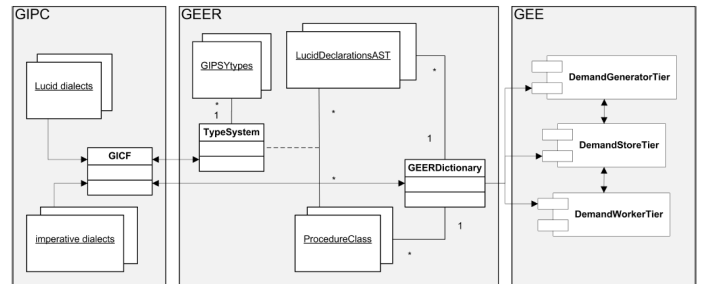 GIPC
GEER
GEE
GIPSYtypes
LucidDeclarationsAST
Lucid dialects
DemandGeneratorTier
*
*
1
*
TypeSystem
1
GICF
DemandStoreTier
GEERDictionary
*
DemandWorkerTier
imperative dialects
ProcedureClass
1
*